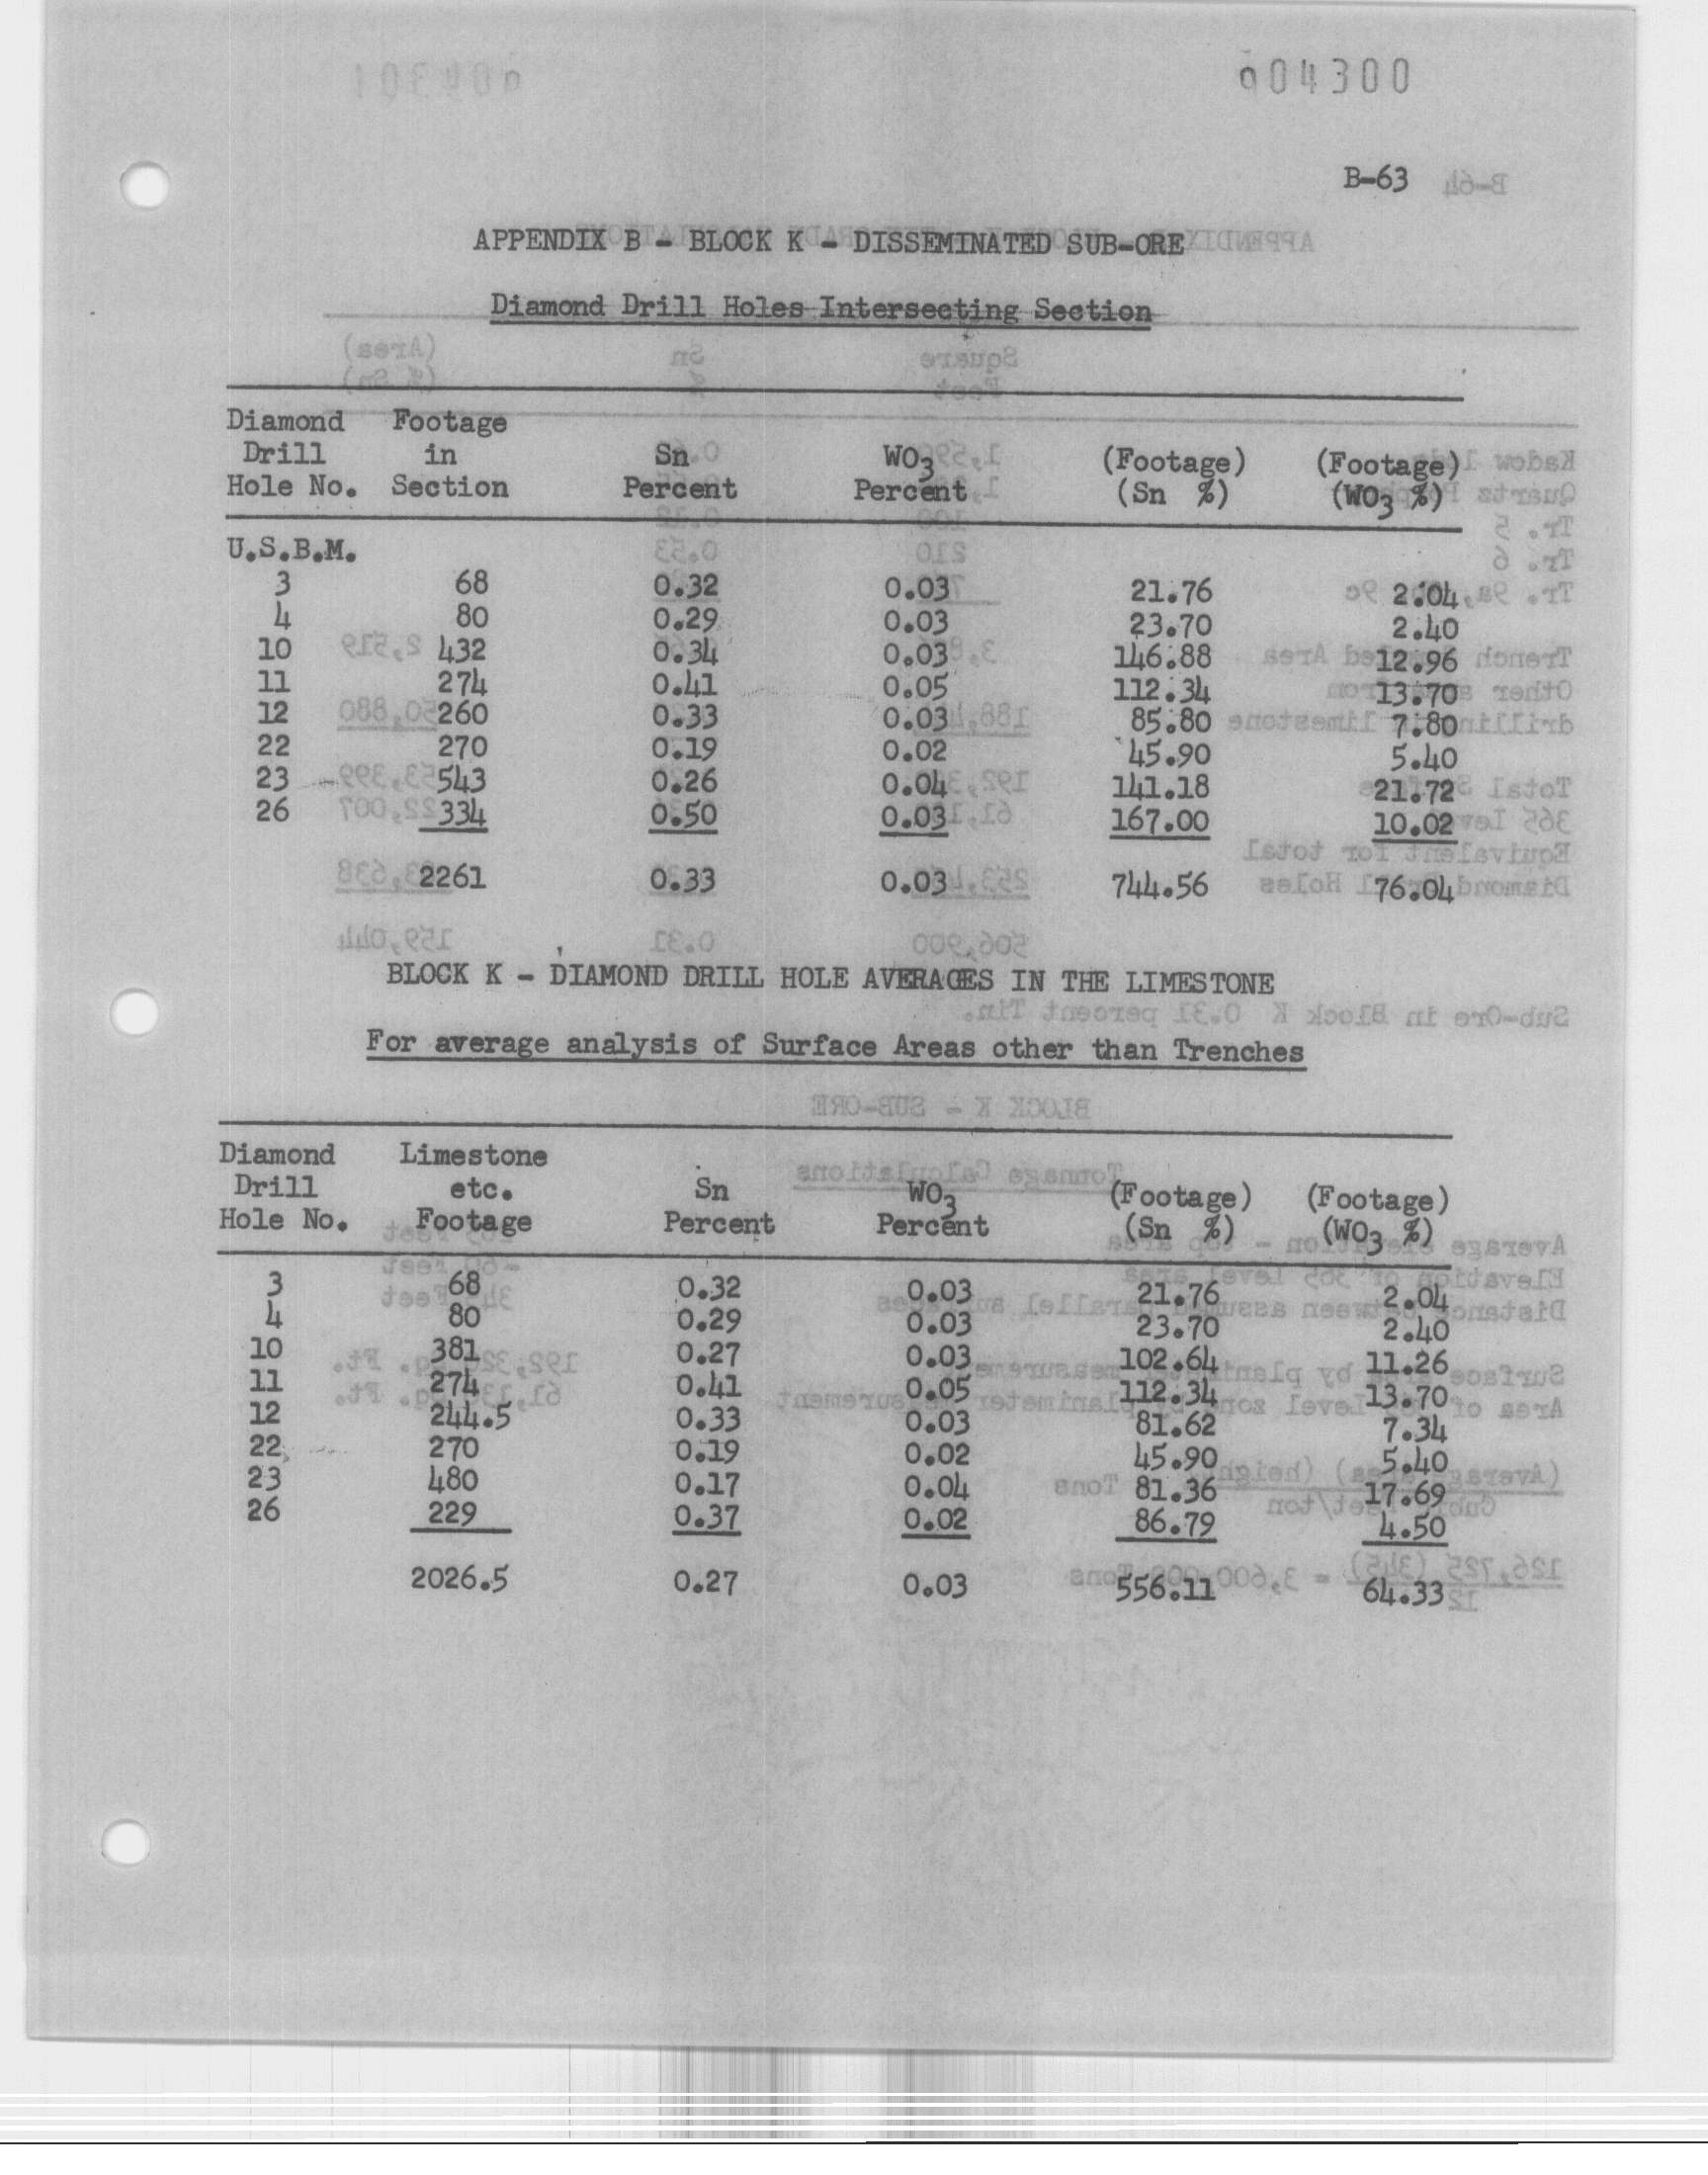 004300
B-63
APPENDIX B - BLOCK K - DISSEMINATED SUB-ORE
Diamond Drill Holes Intersecting Section
Diamond Footage
Drill in Sn WO3 (Footage) (Footage)
Hole No. Section Percent Percent (Sn %) (WO3 %)
U.S.B.M.
3 68 0.32 0.03 21.76 2.04
4 80 0.29 0.03 23.70 2.40
10 432 0.34 0.03 146.88 12.96
11 274 0.41 0.05 112.34 13.70
12 260 0.33 0.03 85.80 7.80
22 270 0.19 0.02 45.90 5.40
23 543 0.26 0.04 141.18 21.72
26 334 0.50 0.03 167.00 10.02
2261 0.33 0.03 744.56 76.04
BLOCK K - DIAMOND DRILL HOLE AVERAGES IN THE LIMESTONE
For average analysis of Surface Areas other than Trenches
Diamond Limestone
Drill etc. Sn WO3 (Footage) (Footage)
Hole No. Footage Percent Percent (Sn %) (WO3 %)
3 68 0.32 0.03 21.76 2.04
4 80 0.29 0.03 23.70 2.40
10 381 0.27 0.03 102.64 11.26
11 274 0.41 0.05 112.34 13.70
12 244.5 0.33 0.03 81.62 7.34
22 270 0.19 0.02 45.90 5.40
23 480 0.17 0.04 81.36 17.69
26 229 0.37 0.02 86.79 4.50
2026.5 0.27 0.03 556.11 64.33